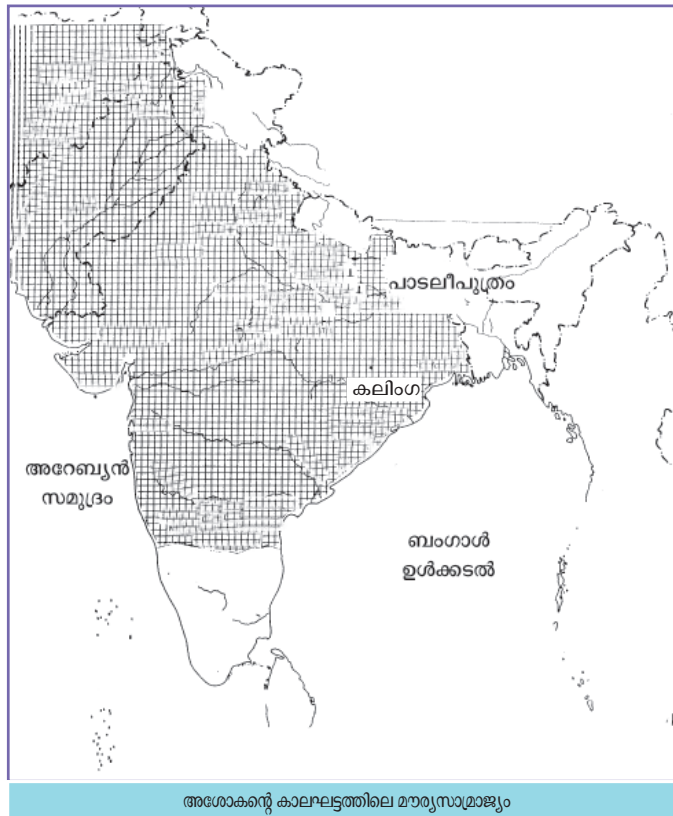 പാടലീപുത്രം
കലിംഗ
അറേബ്യൻ
സമുദ്രം
ബംഗാൾ
ഉൾക്കടൽ
അശോകന്റെ കാലഘട്ടത്തിലെ മൗര്യസാമ്രാജ്യം